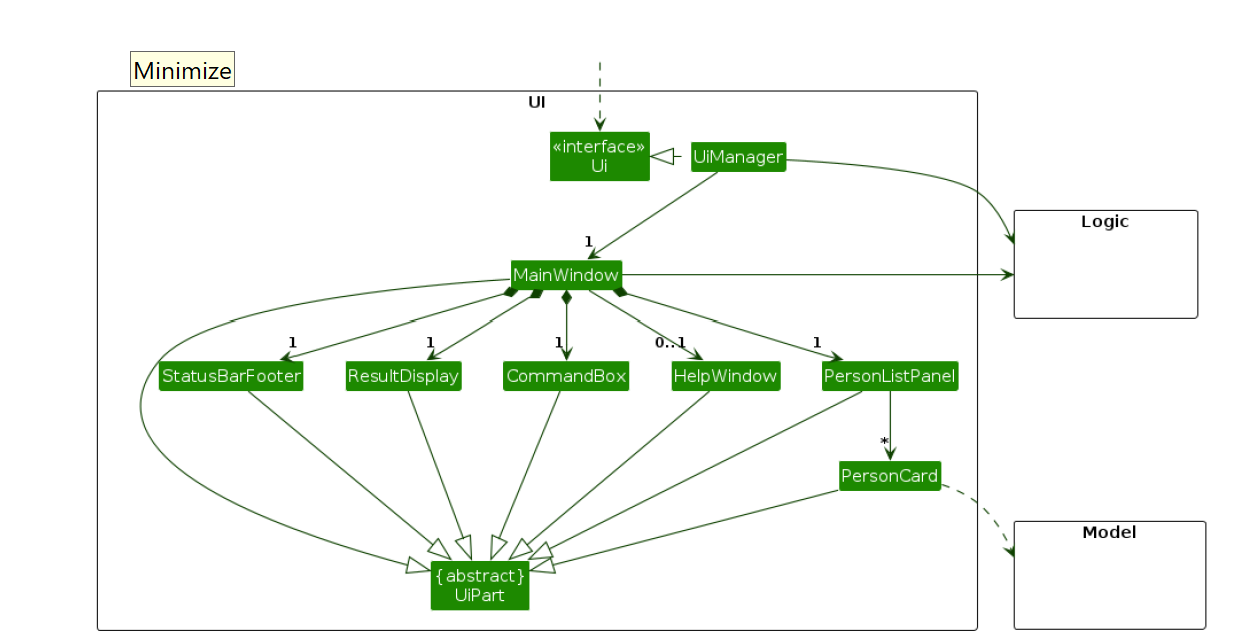 Minimize
UI
«interface»
Ui
UiManager
Logic
1
MainWindow
1
1
1
0..1
1
StatusBarFooter
ResultDisplay
CommandBox
HelpWindow
PersonListPanel
*
PersonCard
Model
{abstract}
UiPart